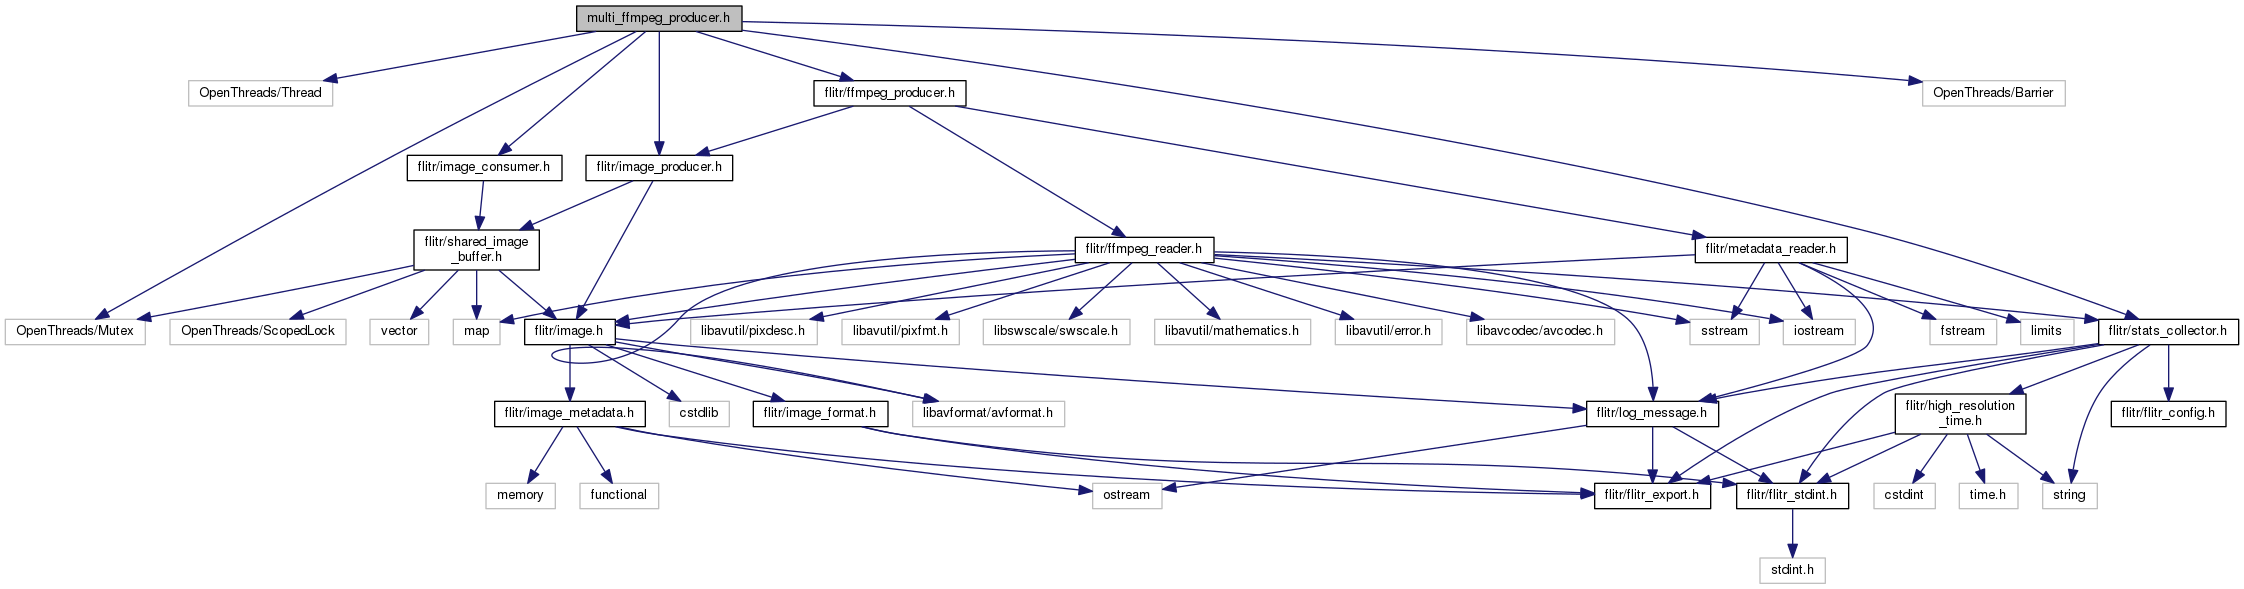 multi_ffmpeg_producer.h
OpenThreads/Thread
flitr/ffmpeg_producer.h
OpenThreads/Barrier
flitr/image_consumer.h
flitr/image_producer.h
flitr/shared_image
_buffer.h
flitr/ffmpeg_reader.h
flitr/metadata_reader.h
OpenThreads/Mutex
OpenThreads/ScopedLock
vector
map
flitr/image.h
libavutil/pixdesc.h
libavutil/pixfmt.h
libswscale/swscale.h
libavutil/mathematics.h
libavutil/error.h
libavcodec/avcodec.h
sstream
iostream
fstream
limits
flitr/stats_collector.h
flitr/image_metadata.h
cstdlib
flitr/image_format.h
libavformat/avformat.h
flitr/log_message.h
flitr/high_resolution
_time.h
flitr/flitr_config.h
memory
functional
ostream
flitr/flitr_export.h
flitr/flitr_stdint.h
cstdint
time.h
string
stdint.h